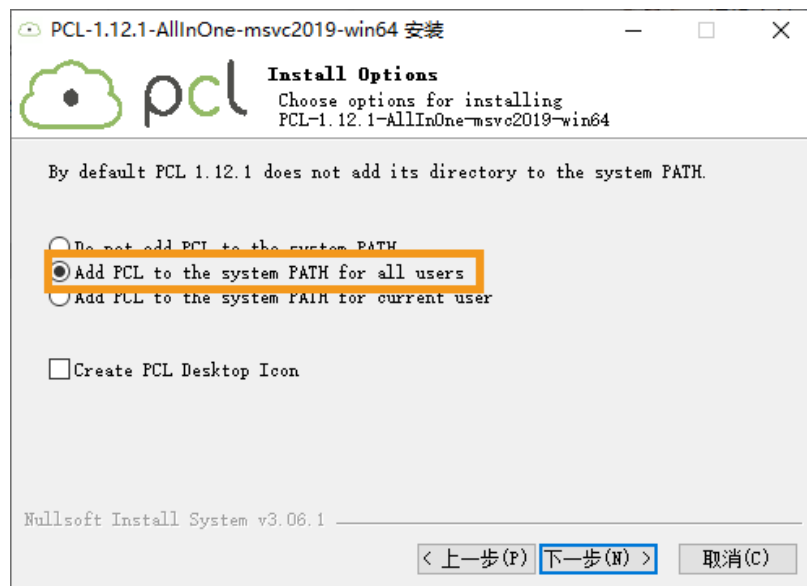 PCL-1.12.1-AllInOne-msvc2019-win64 安装
pcl
Install Options
Choose options for installing
PCL-1.12.1-AllInOne-msvc2019-win64
By default PCL 1.12.1 does not add its directory to the system PATH.
Do not add PCL to the system PATH
Add PCL to the system PATH for all users
Add PCL to the system PATH for current user
Create PCL Desktop Icon
Nullsoft Install System v3.06.1
< 上一步(P) 下一步(N) > 取消(C)